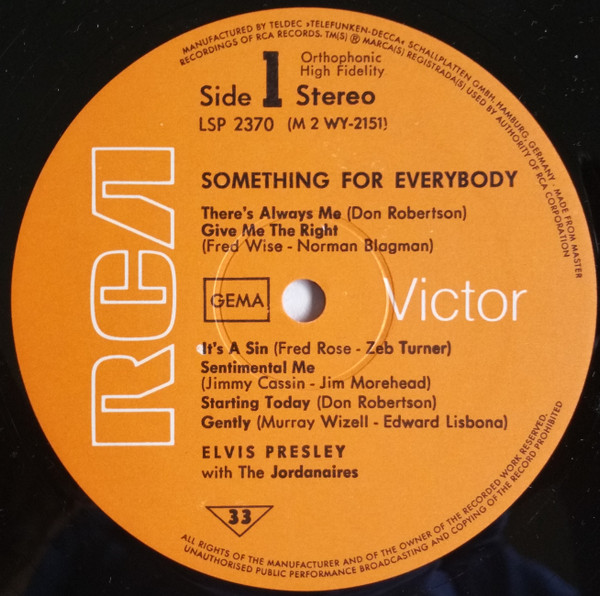 MANUFACTURED BY TELDEC »TELEFUNKEN-DECCA« SCHALLPLATTEN GMBH, HAMBURG, GERMANY · MADE FROM MASTER
RECORDINGS OF RCA RECORDS. TM(S) ® MARCA(S) REGISTRADA(S) USED BY AUTHORITY OF RCA CORPORATION
Orthophonic
High Fidelity
Side 1 Stereo
LSP 2370 (M 2 WY-2151)
SOMETHING FOR EVERYBODY
There's Always Me (Don Robertson)
Give Me The Right
(Fred Wise - Norman Blagman)
RCA
GEMA
Victor
It's A Sin (Fred Rose - Zeb Turner)
Sentimental Me
(Jimmy Cassin - Jim Morehead)
Starting Today (Don Robertson)
Gently (Murray Wizell - Edward Lisbona)
ELVIS PRESLEY
with The Jordanaires
33
ALL RIGHTS OF THE MANUFACTURER AND OF THE OWNER OF THE RECORDED WORK RESERVED.
UNAUTHORISED PUBLIC PERFORMANCE BROADCASTING AND COPYING OF THE RECORD PROHIBITED